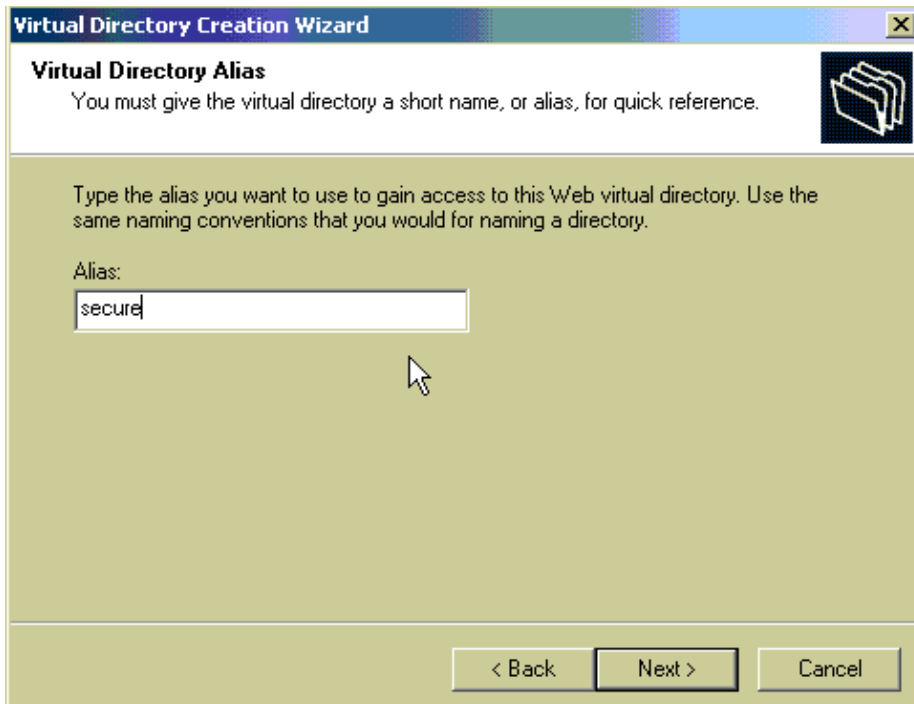 Virtual Directory Creation Wizard
Virtual Directory Alias
You must give the virtual directory a short name, or alias, for quick reference.
Type the alias you want to use to gain access to this Web virtual directory. Use the
same naming conventions that you would for naming a directory.
Alias:
secure
< Back
Next >
Cancel